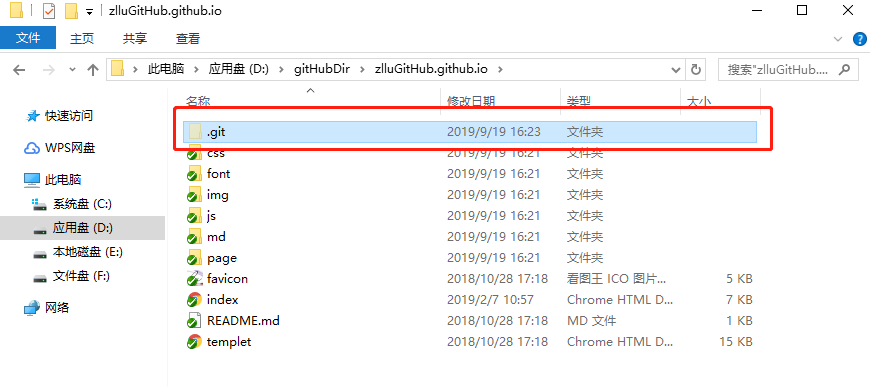 zlluGitHub.github.io
文件 主页 共享 查看
此电脑 应用盘 (D:) gitHubDir zlluGitHub.github.io 搜索"zlluGitHub....
名称 修改日期 类型 大小
快速访问
WPS网盘
此电脑
系统盘 (C:)
应用盘 (D:)
本地磁盘 (E:)
文件盘 (F:)
网络
.git 2019/9/19 16:23 文件夹
css 2019/9/19 16:21 文件夹
font 2019/9/19 16:21 文件夹
img 2019/9/19 16:21 文件夹
js 2019/9/19 16:21 文件夹
md 2019/9/19 16:21 文件夹
page 2019/9/19 16:21 文件夹
favicon 2018/10/28 17:18 看图王 ICO 图片... 5 KB
index 2019/2/7 10:57 Chrome HTML D... 7 KB
README.md 2018/10/28 17:18 MD 文件 1 KB
templet 2018/10/28 17:18 Chrome HTML D... 15 KB